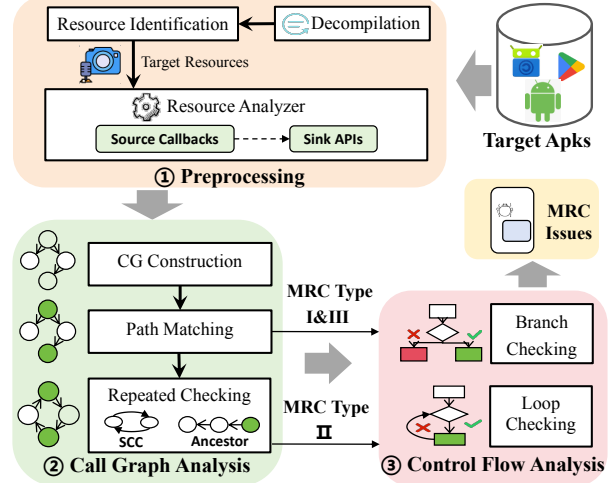 Resource Identification
Decompilation
Target Resources
Resource Analyzer
Source Callbacks
Sink APIs
① Preprocessing
Target Apks
MRC
Issues
CG Construction
Path Matching
Repeated Checking
SCC
Ancestor
② Call Graph Analysis
MRC Type
I&III
MRC Type
II
Branch
Checking
Loop
Checking
③ Control Flow Analysis